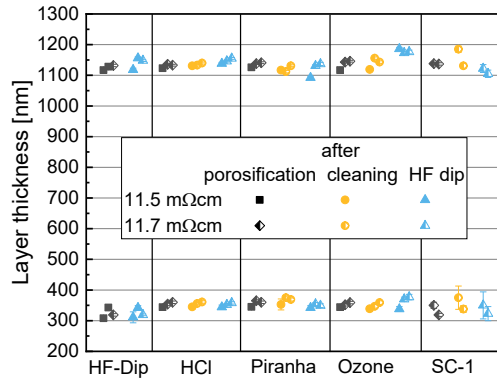 1300
1200
1100
1000
900
800
700
600
500
400
300
200
Layer thickness [nm]
after
porosification cleaning HF dip
11.5 mΩcm
11.7 mΩcm
HF-Dip HCl Piranha Ozone SC-1